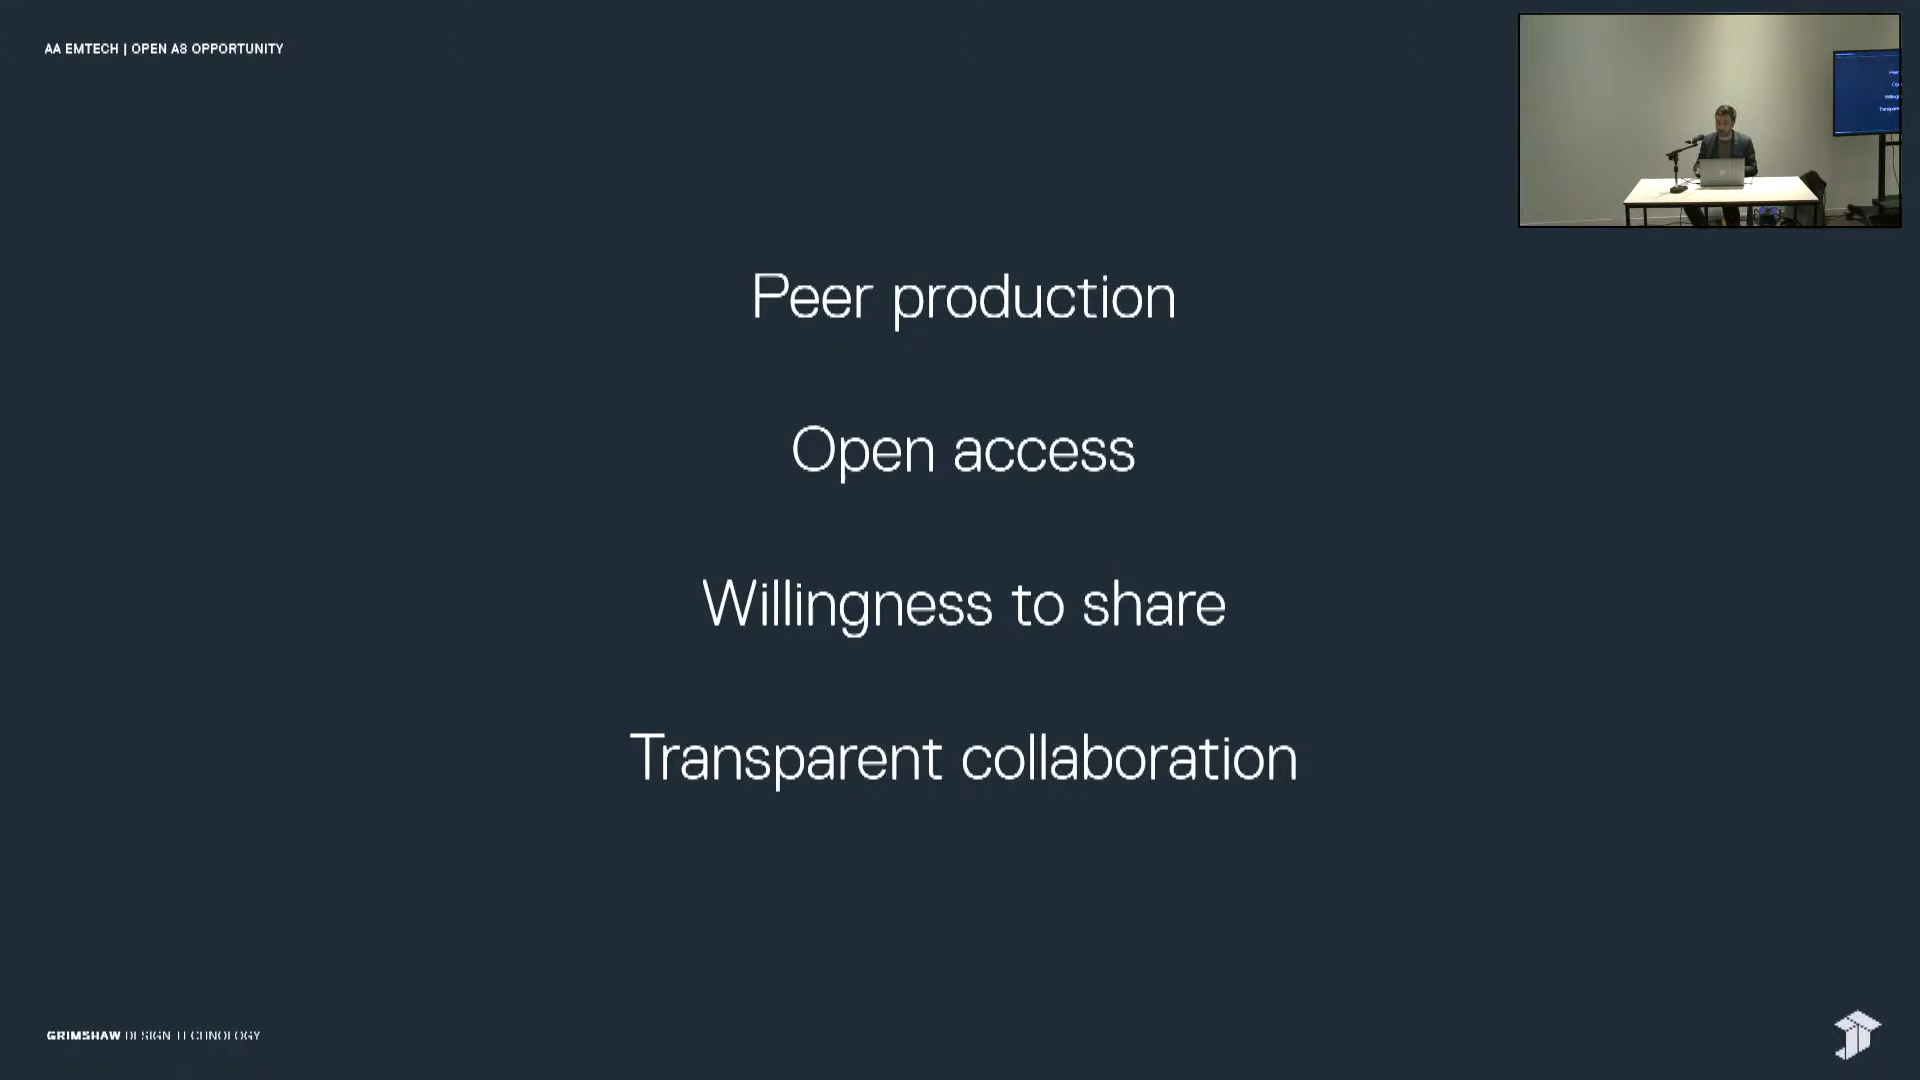 AA EMTECH | OPEN AS OPPORTUNITY
Peer production
Open access
Willingness to share
Transparent collaboration
GRIMSHAW DESIGN TECHNOLOGY